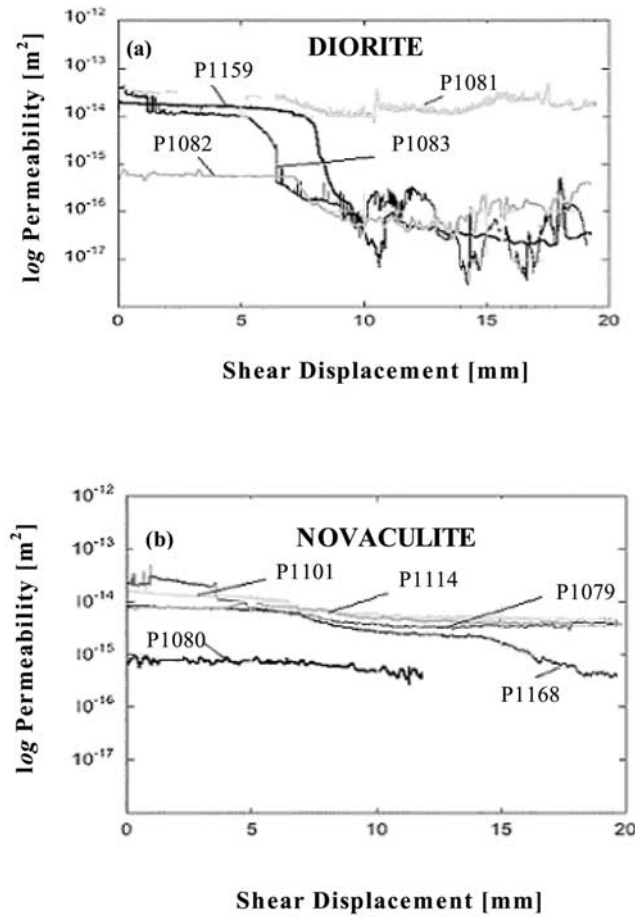 (a) DIORITE
P1159
P1081
P1082
P1083
log Permeability [m²]
10⁻¹²
10⁻¹³
10⁻¹⁴
10⁻¹⁵
10⁻¹⁶
10⁻¹⁷
0 5 10 15 20
Shear Displacement [mm]
(b) NOVACULITE
P1101
P1114
P1079
P1080
P1168
log Permeability [m²]
10⁻¹²
10⁻¹³
10⁻¹⁴
10⁻¹⁵
10⁻¹⁶
10⁻¹⁷
0 5 10 15 20
Shear Displacement [mm]